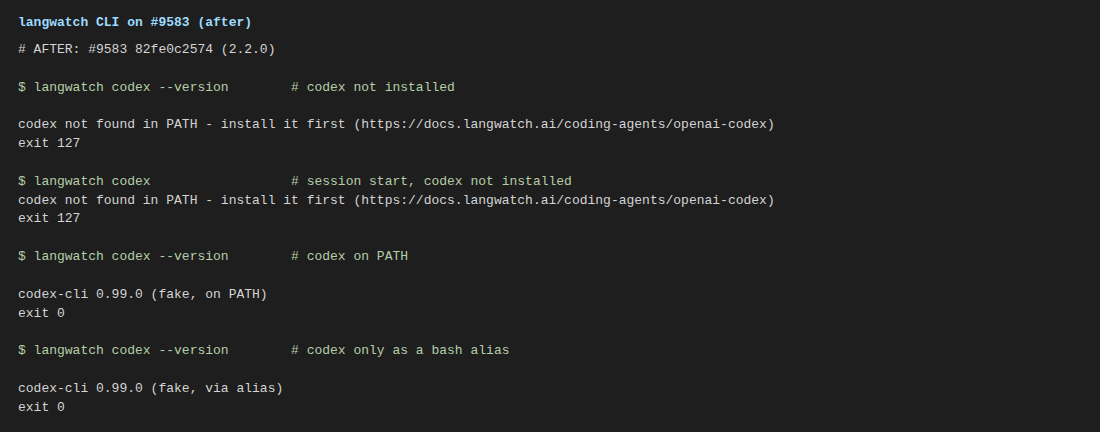 langwatch CLI on #9583 (after)
# AFTER: #9583 82fe0c2574 (2.2.0)
$ langwatch codex --version        # codex not installed
codex not found in PATH - install it first (https://docs.langwatch.ai/coding-agents/openai-codex)
exit 127
$ langwatch codex                  # session start, codex not installed
codex not found in PATH - install it first (https://docs.langwatch.ai/coding-agents/openai-codex)
exit 127
$ langwatch codex --version        # codex on PATH
codex-cli 0.99.0 (fake, on PATH)
exit 0
$ langwatch codex --version        # codex only as a bash alias
codex-cli 0.99.0 (fake, via alias)
exit 0